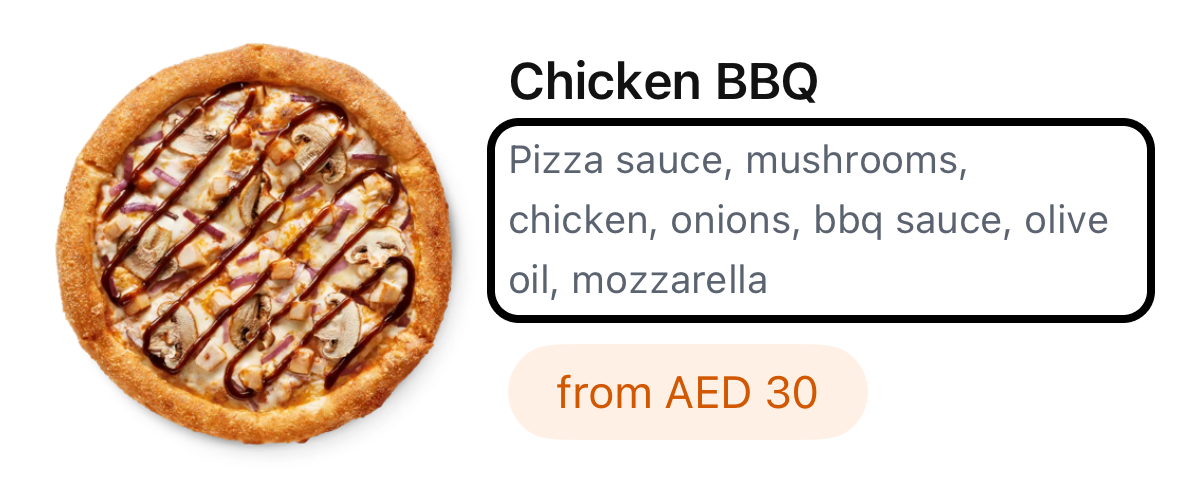 Chicken BBQ
Pizza sauce, mushrooms,
chicken, onions, bbq sauce, olive
oil, mozzarella
from AED 30